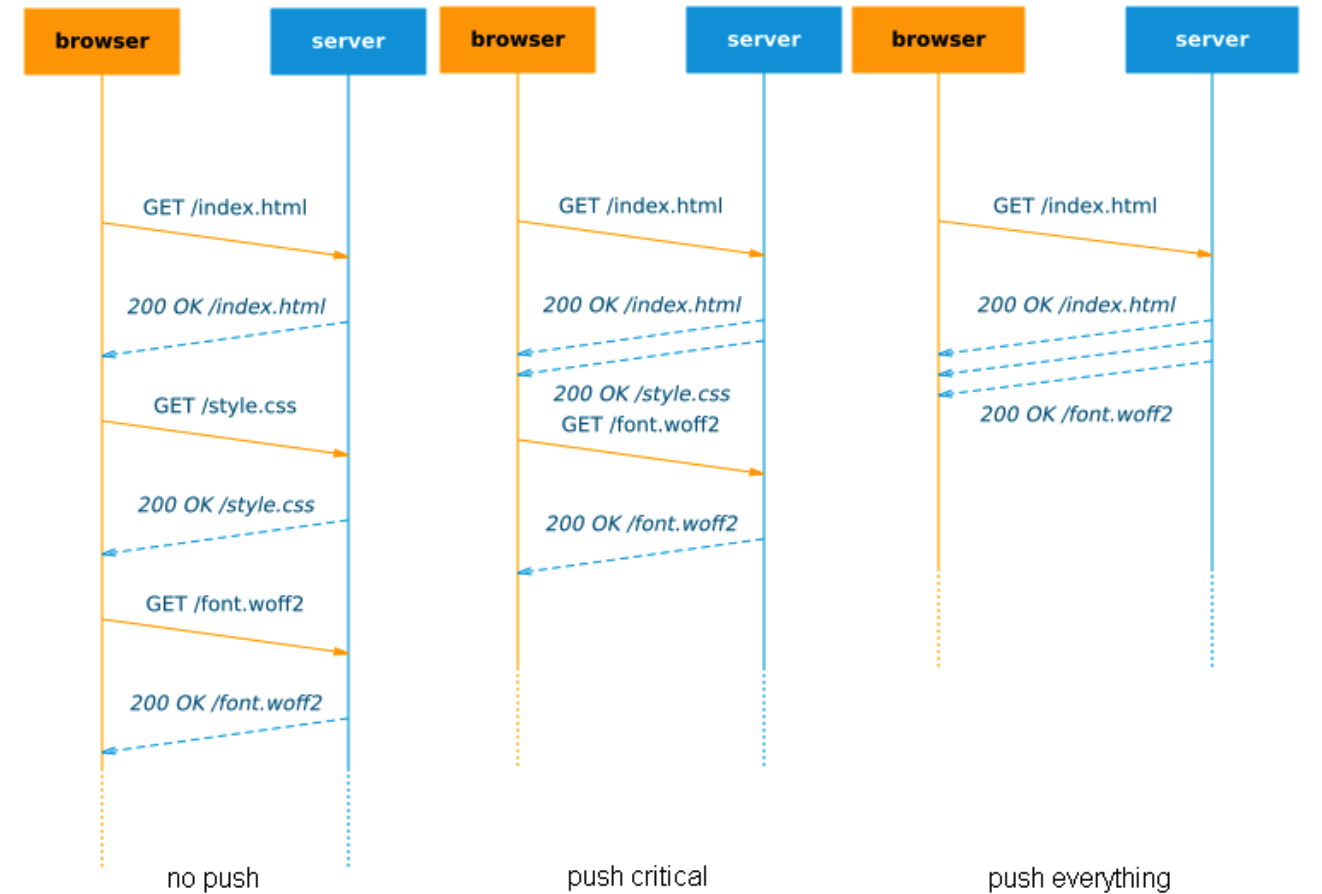 browser
server
GET /index.html
200 OK /index.html
GET /style.css
200 OK /style.css
GET /font.woff2
200 OK /font.woff2
no push
browser
server
GET /index.html
200 OK /index.html
200 OK /style.css
GET /font.woff2
200 OK /font.woff2
push critical
browser
server
GET /index.html
200 OK /index.html
200 OK /font.woff2
push everything